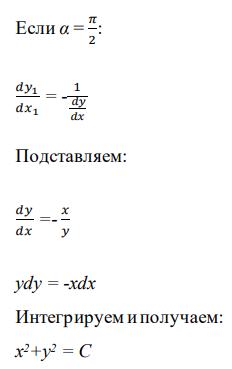 Если α = π/2:
dy₁/dx₁ = -1/(dy/dx)
Подставляем:
dy/dx =- x/y
ydy = -xdx
Интегрируем и получаем:
x²+y² = C